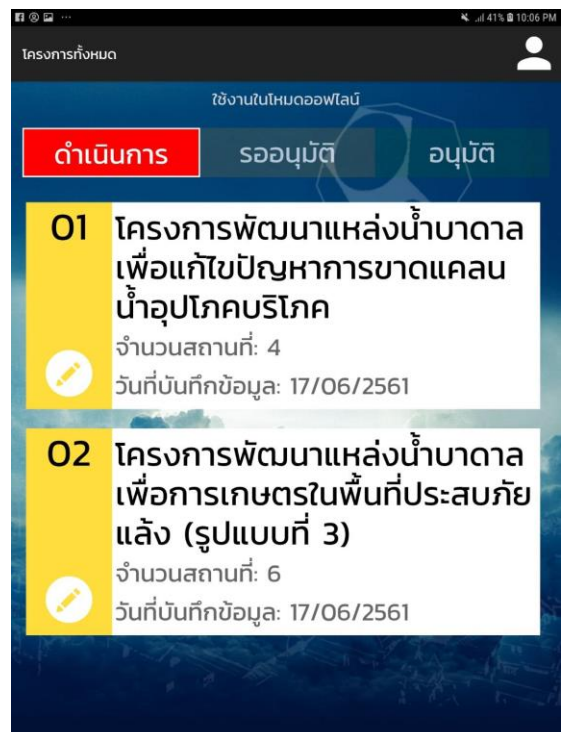 41% 10:06 PM
โครงการทั้งหมด
ใช้งานในโหมดออฟไลน์
ดำเนินการ รออนุมัติ อนุมัติ
01 โครงการพัฒนาแหล่งน้ำบาดาล
เพื่อแก้ไขปัญหาการขาดแคลน
น้ำอุปโภคบริโภค
จำนวนสถานที่: 4
วันที่บันทึกข้อมูล: 17/06/2561
02 โครงการพัฒนาแหล่งน้ำบาดาล
เพื่อการเกษตรในพื้นที่ประสบภัย
แล้ง (รูปแบบที่ 3)
จำนวนสถานที่: 6
วันที่บันทึกข้อมูล: 17/06/2561